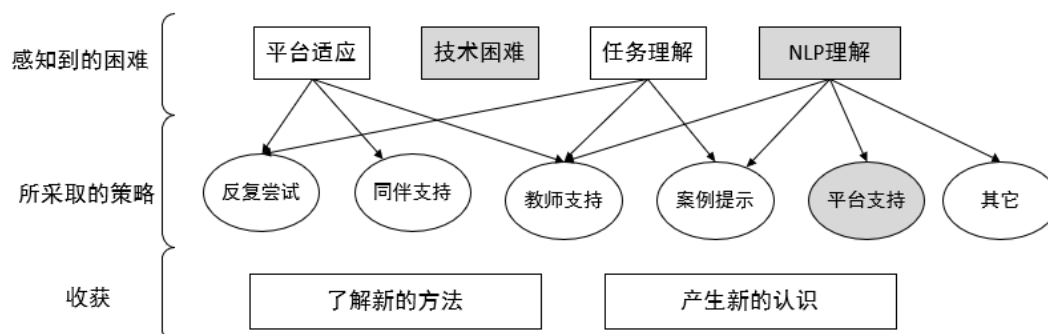 感知到的困难
平台适应
技术困难
任务理解
NLP理解
所采取的策略
反复尝试
同伴支持
教师支持
案例提示
平台支持
其它
收获
了解新的方法
产生新的认识